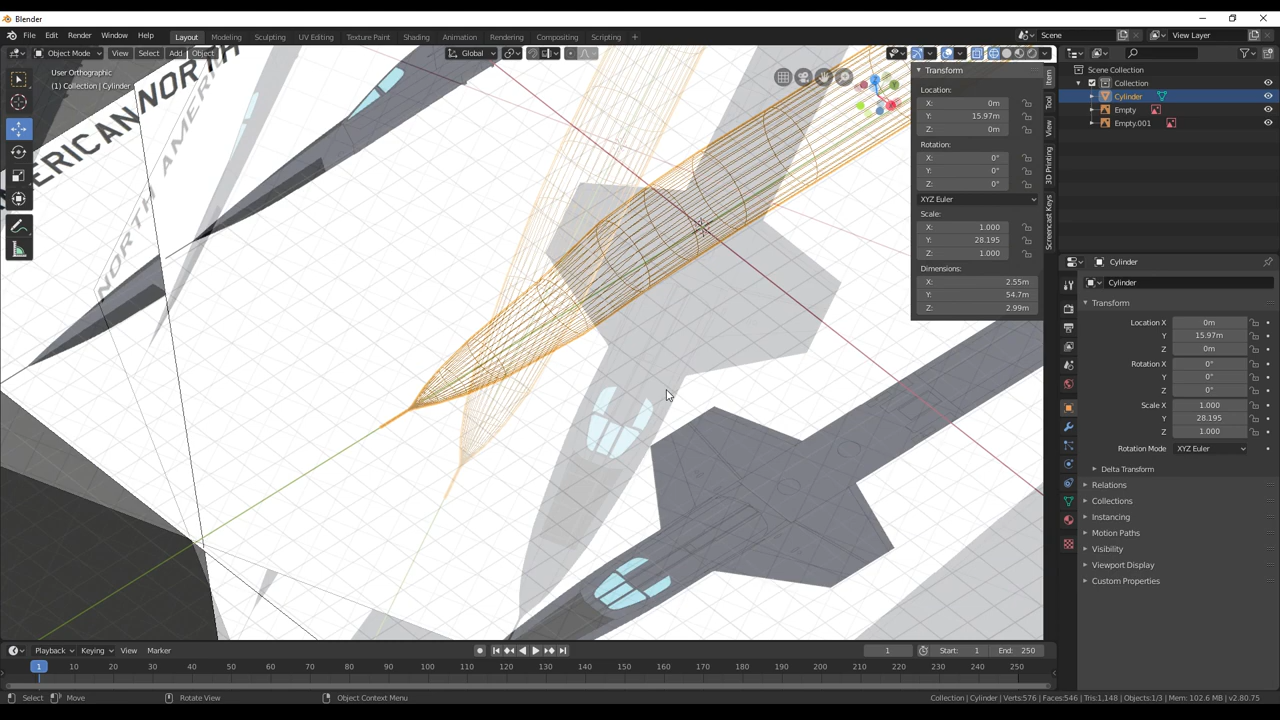 Blender
File Edit Render Window Help Layout Modeling Sculpting UV Editing Texture Paint Shading Animation Rendering Compositing Scripting + Scene View Layer
Object Mode View Select Add Object Global
User Orthographic
(1) Collection | Cylinder
ERICAN
NORTH
NORTH AMER
Transform
Location:
X: 0m
Y: 15.97m
Z: 0m
Rotation:
X: 0°
Y: 0°
Z: 0°
XYZ Euler
Scale:
X: 1.000
Y: 28.195
Z: 1.000
Dimensions:
X: 2.55m
Y: 54.7m
Z: 2.99m
Item
Tool
View
3D Printing
Screencast Keys
Scene Collection
Collection
Cylinder
Empty
Empty.001
Cylinder
Cylinder
Transform
Location X 0m
Y 15.97m
Z 0m
Rotation X 0°
Y 0°
Z 0°
Scale X 1.000
Y 28.195
Z 1.000
Rotation Mode XYZ Euler
Delta Transform
Relations
Collections
Instancing
Motion Paths
Visibility
Viewport Display
Custom Properties
Playback Keying View Marker 1 Start: 1 End: 250
1 10 20 30 40 50 60 70 80 90 100 110 120 130 140 150 160 170 180 190 200 210 220 230 240 250
Select Move Rotate View Object Context Menu Collection | Cylinder | Verts:576 | Faces:546 | Tris:1,148 | Objects:1/3 | Mem: 102.6 MB | v2.80.75